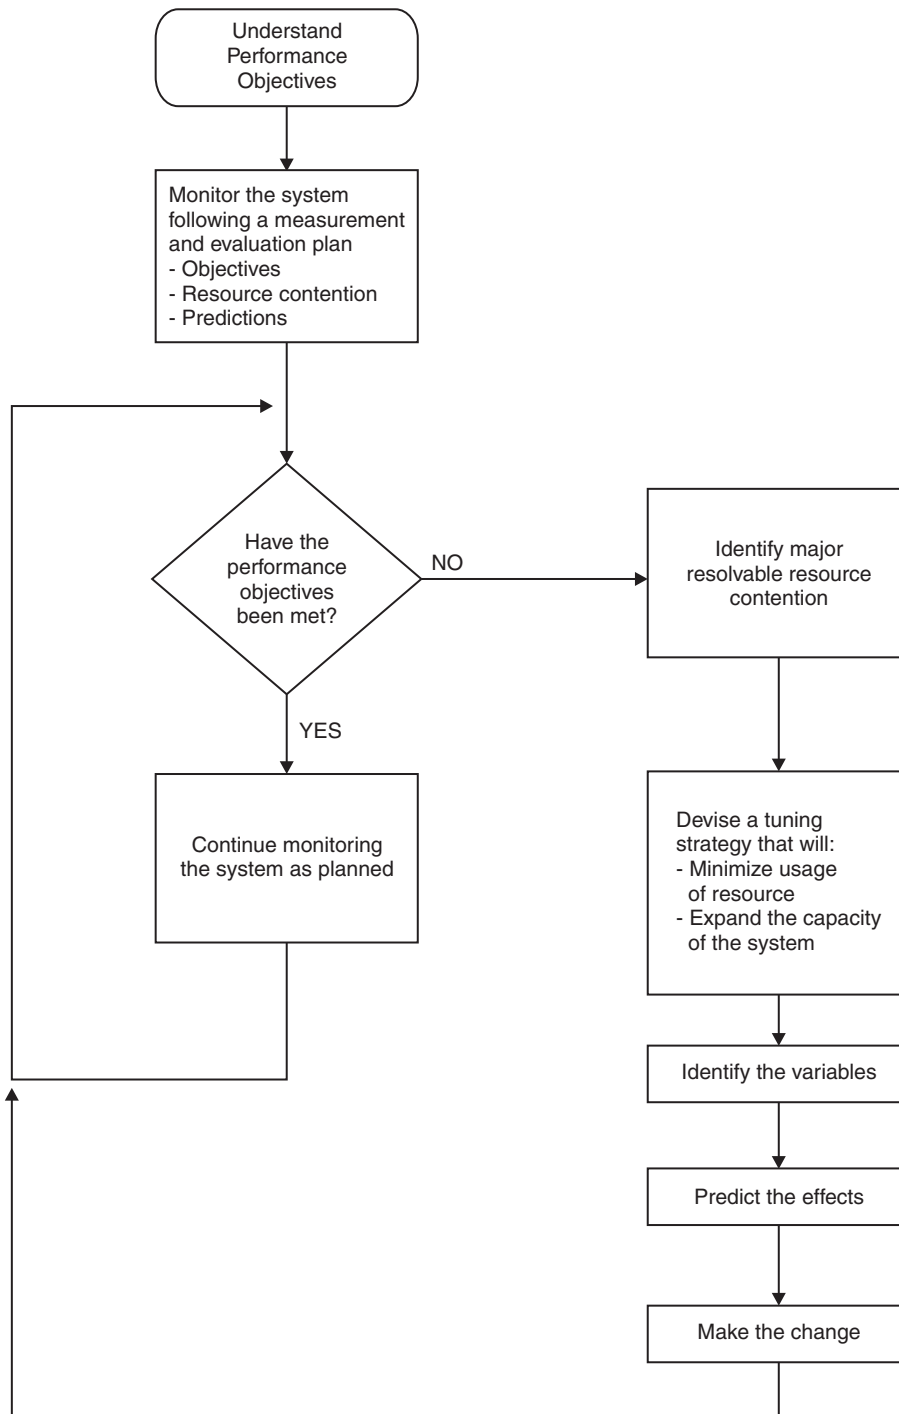 Understand
Performance
Objectives
Monitor the system
following a measurement
and evaluation plan
- Objectives
- Resource contention
- Predictions
Have the
performance
objectives
been met?
NO
Identify major
resolvable resource
contention
YES
Continue monitoring
the system as planned
Devise a tuning
strategy that will:
- Minimize usage
of resource
- Expand the capacity
of the system
Identify the variables
Predict the effects
Make the change